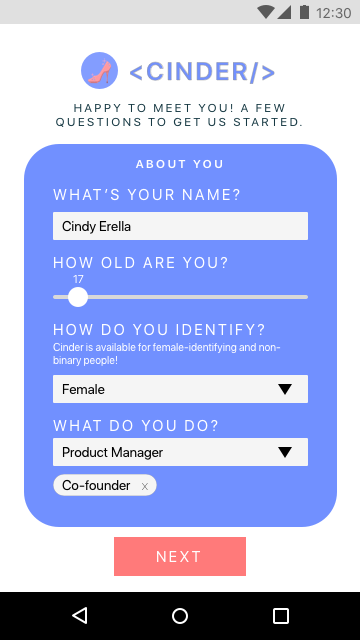 12:30
<CINDER/>
HAPPY TO MEET YOU! A FEW
QUESTIONS TO GET US STARTED.
ABOUT YOU
WHAT'S YOUR NAME?
Cindy Erella
HOW OLD ARE YOU?
17
HOW DO YOU IDENTIFY?
Cinder is available for female-identifying and non-
binary people!
Female
WHAT DO YOU DO?
Product Manager
Co-founder x
NEXT